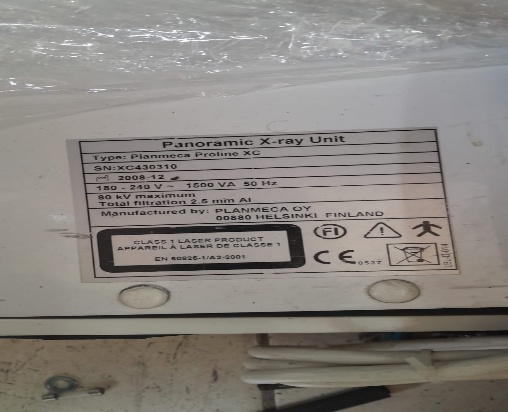 Panoramic X-ray Unit
Type: Planmeca Proline XC
SN:XC430310
2008-12
180 - 240 V ~ 1500 VA 50 Hz
80 kV maximum
Total filtration 2.5 mm Al
Manufactured by: PLANMECA OY
00880 HELSINKI FINLAND
CLASS 1 LASER PRODUCT
APPAREIL À LASER DE CLASSE 1
EN 60825-1/A2:2001
FI
CE 0537